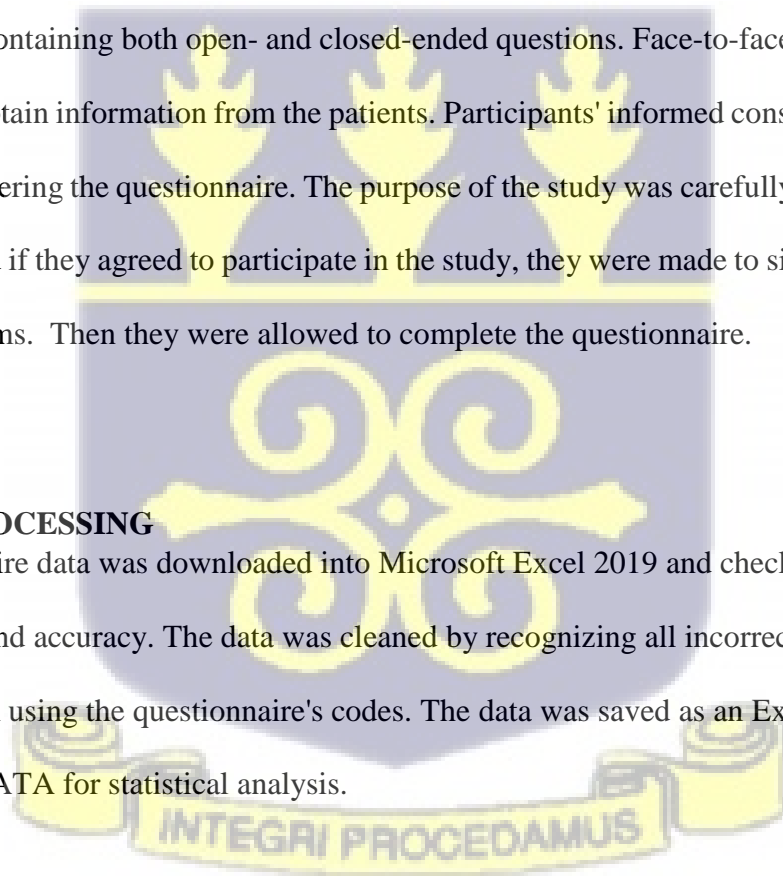 ontaining both open- and closed-ended questions. Face-to-face
btain information from the patients. Participants' informed cons
ering the questionnaire. The purpose of the study was carefully
if they agreed to participate in the study, they were made to si
ms. Then they were allowed to complete the questionnaire.
OCESSING
ire data was downloaded into Microsoft Excel 2019 and check
nd accuracy. The data was cleaned by recognizing all incorrec
using the questionnaire's codes. The data was saved as an Ex
ATA for statistical analysis.
INTEGRI PROCEDAMUS